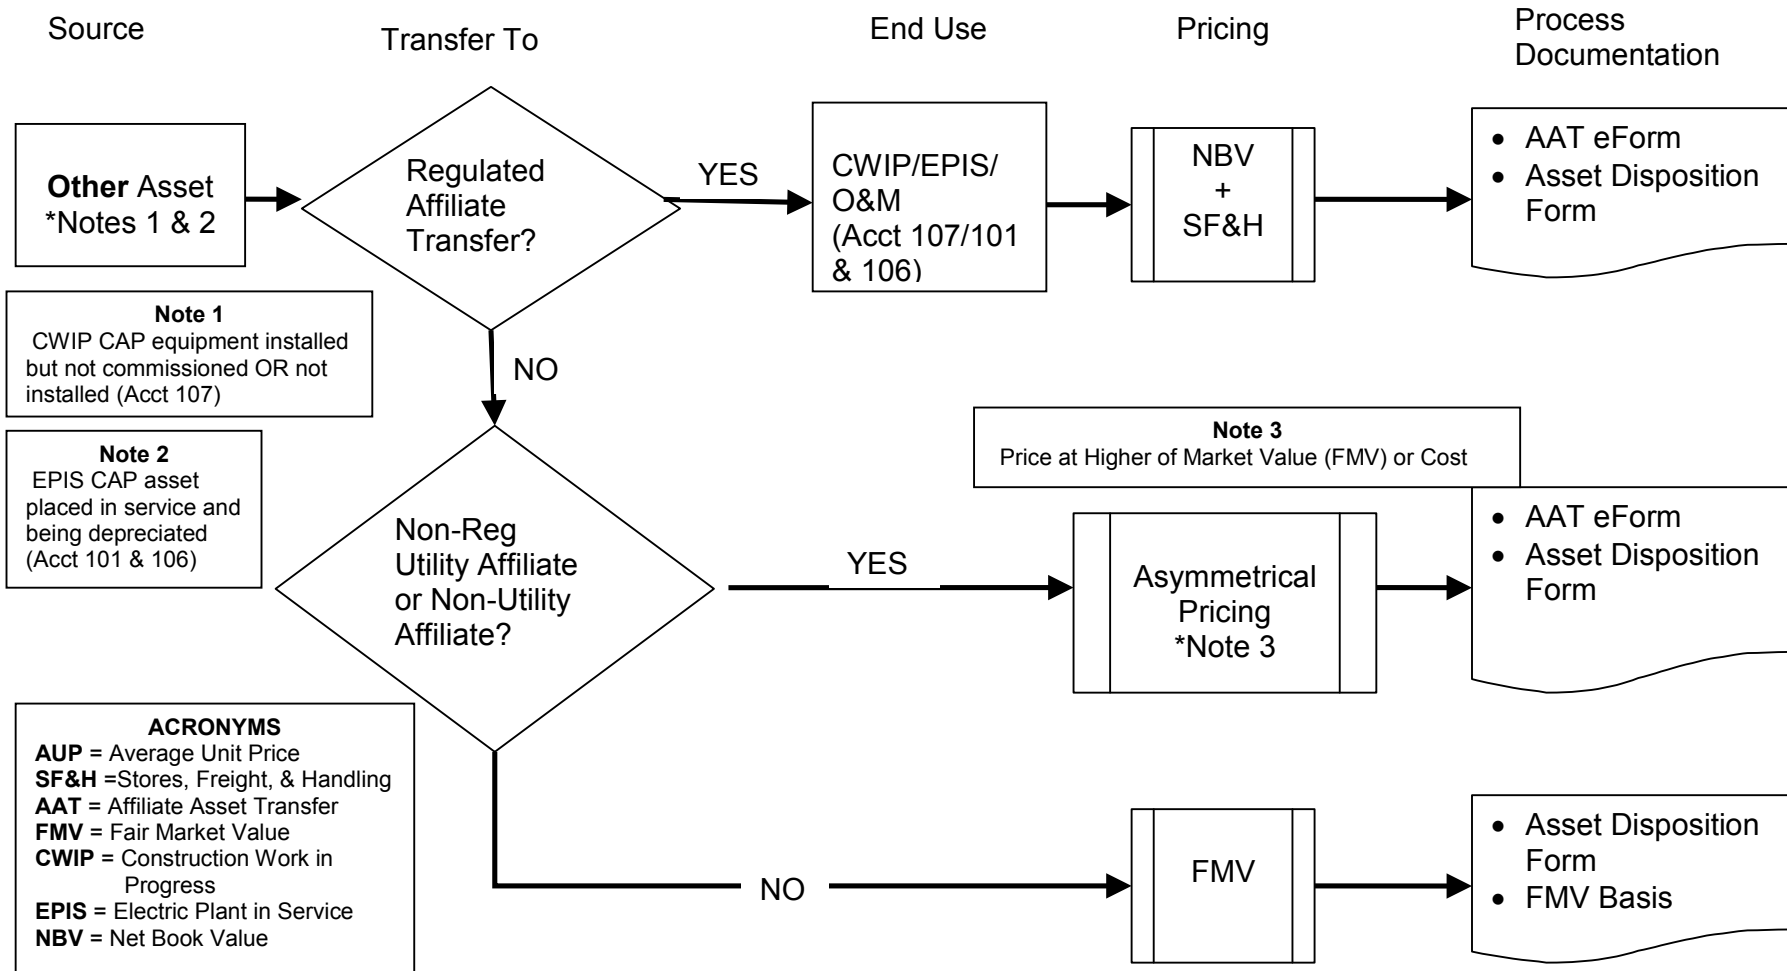 Source
Transfer To
End Use
Pricing
Process
Documentation
Other Asset
*Notes 1 & 2
Regulated
Affiliate
Transfer?
YES
CWIP/EPIS/
O&M
(Acct 107/101
& 106)
NBV
+
SF&H
• AAT eForm
• Asset Disposition
Form
Note 1
CWIP CAP equipment installed
but not commissioned OR not
installed (Acct 107)
NO
Note 2
EPIS CAP asset
placed in service and
being depreciated
(Acct 101 & 106)
Note 3
Price at Higher of Market Value (FMV) or Cost
Non-Reg
Utility Affiliate
or Non-Utility
Affiliate?
YES
Asymmetrical
Pricing
*Note 3
• AAT eForm
• Asset Disposition
Form
ACRONYMS
AUP = Average Unit Price
SF&H =Stores, Freight, & Handling
AAT = Affiliate Asset Transfer
FMV = Fair Market Value
CWIP = Construction Work in
Progress
EPIS = Electric Plant in Service
NBV = Net Book Value
NO
FMV
• Asset Disposition
Form
• FMV Basis